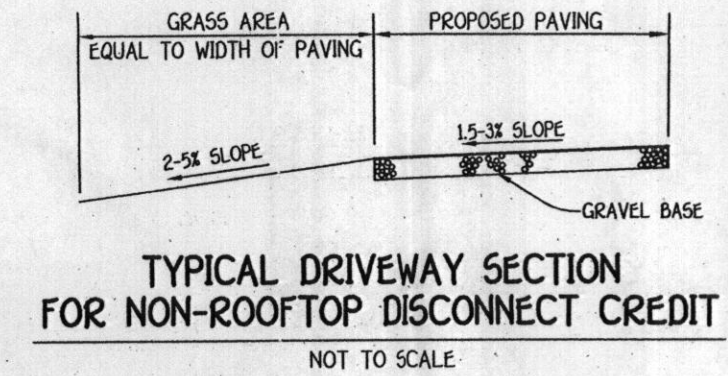 GRASS AREA
EQUAL TO WIDTH OF PAVING
PROPOSED PAVING
2-5% SLOPE
1.5-3% SLOPE
GRAVEL BASE
TYPICAL DRIVEWAY SECTION
FOR NON-ROOFTOP DISCONNECT CREDIT
NOT TO SCALE